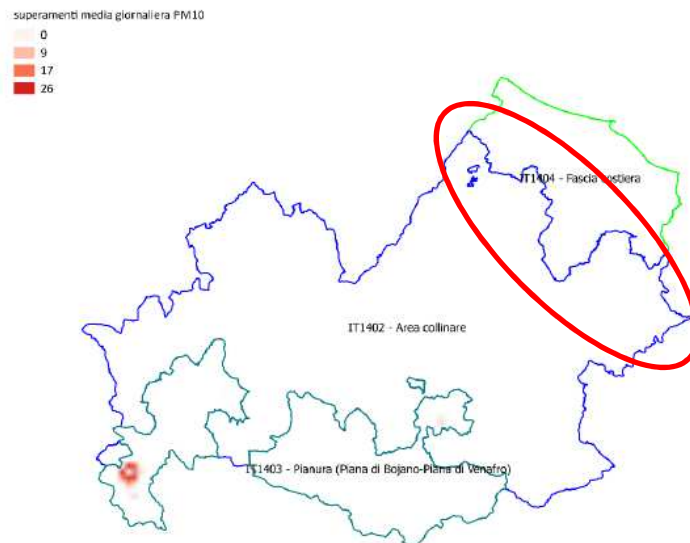 superamenti media giornaliera PM10
0
9
17
26
IT1404 - Fascia costiera
IT1402 - Area collinare
IT1403 - Pianura (Piana di Bojano-Piana di Venafro)